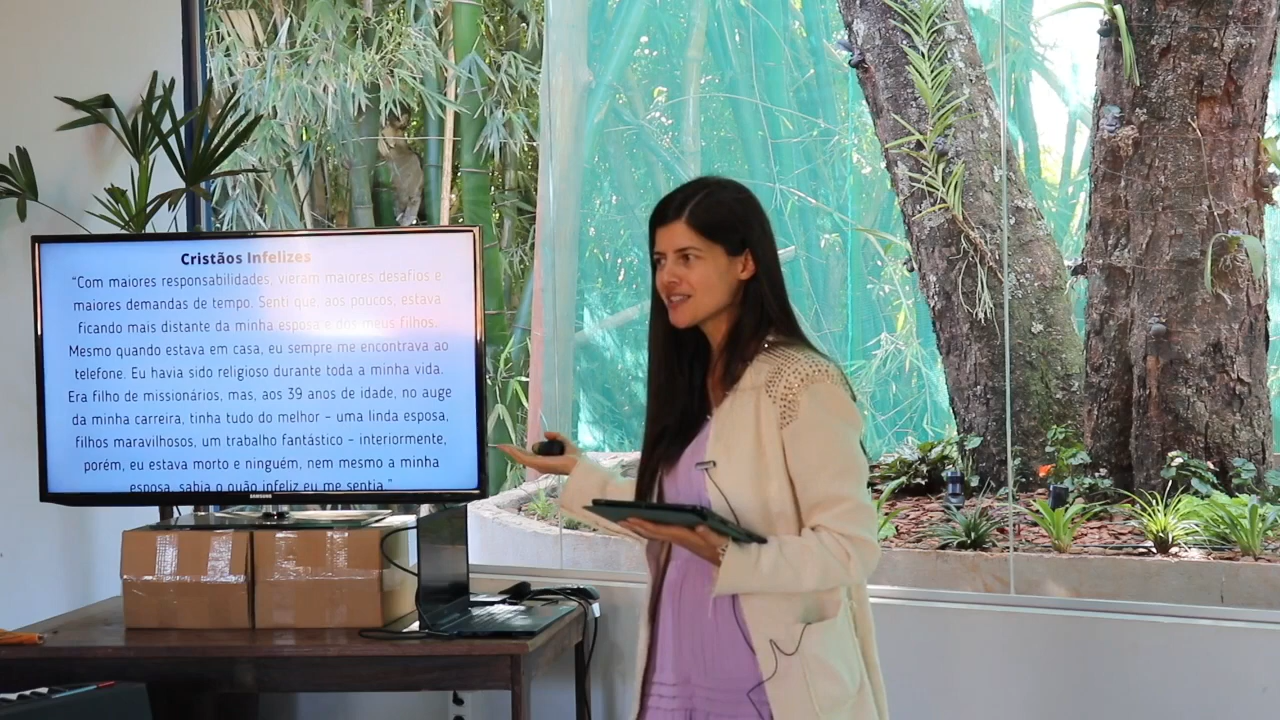 Cristãos Infelizes
“Com maiores responsabilidades, vieram maiores desafios e
maiores demandas de tempo. Senti que, aos poucos, estava
ficando mais distante da minha esposa e dos meus filhos.
Mesmo quando estava em casa, eu sempre me encontrava ao
telefone. Eu havia sido religioso durante toda a minha vida.
Era filho de missionários, mas, aos 39 anos de idade, no auge
da minha carreira, tinha tudo do melhor – uma linda esposa,
filhos maravilhosos, um trabalho fantástico – interiormente,
porém, eu estava morto e ninguém, nem mesmo a minha
esposa, sabia o quão infeliz eu me sentia.”
SAMSUNG